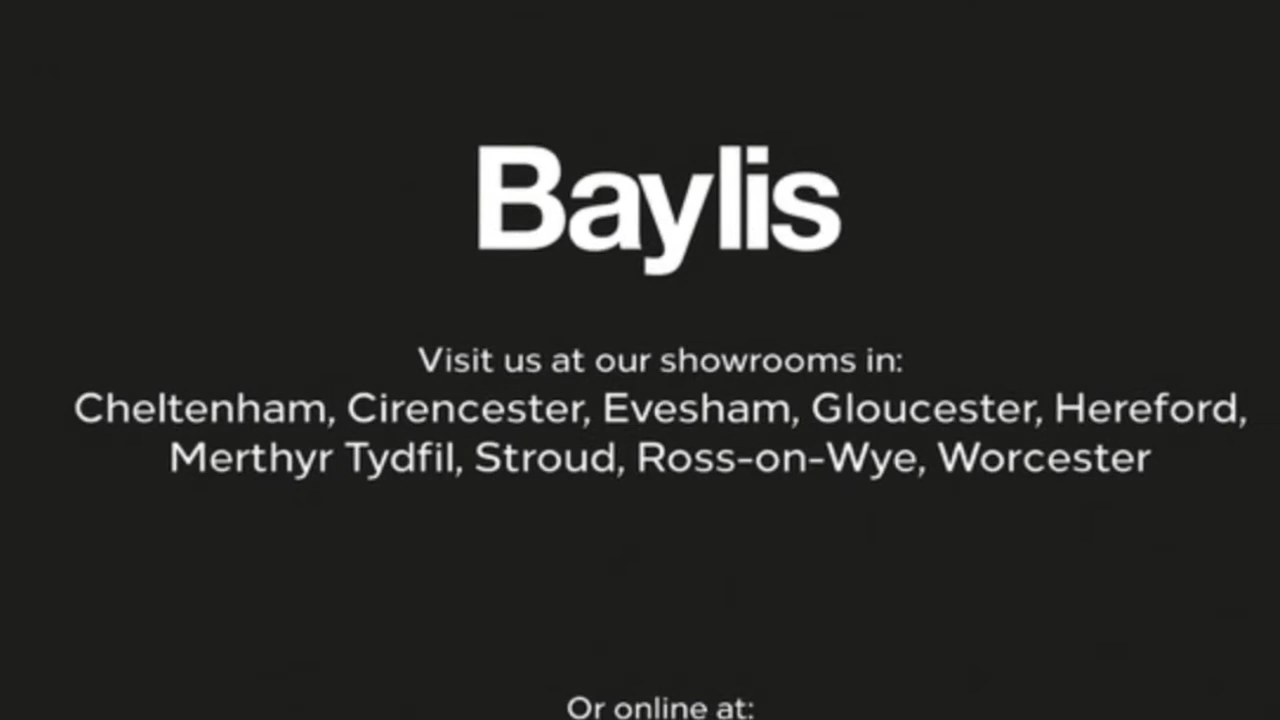 Baylis
Visit us at our showrooms in:
Cheltenham, Cirencester, Evesham, Gloucester, Hereford,
Merthyr Tydfil, Stroud, Ross-on-Wye, Worcester
Or online at: